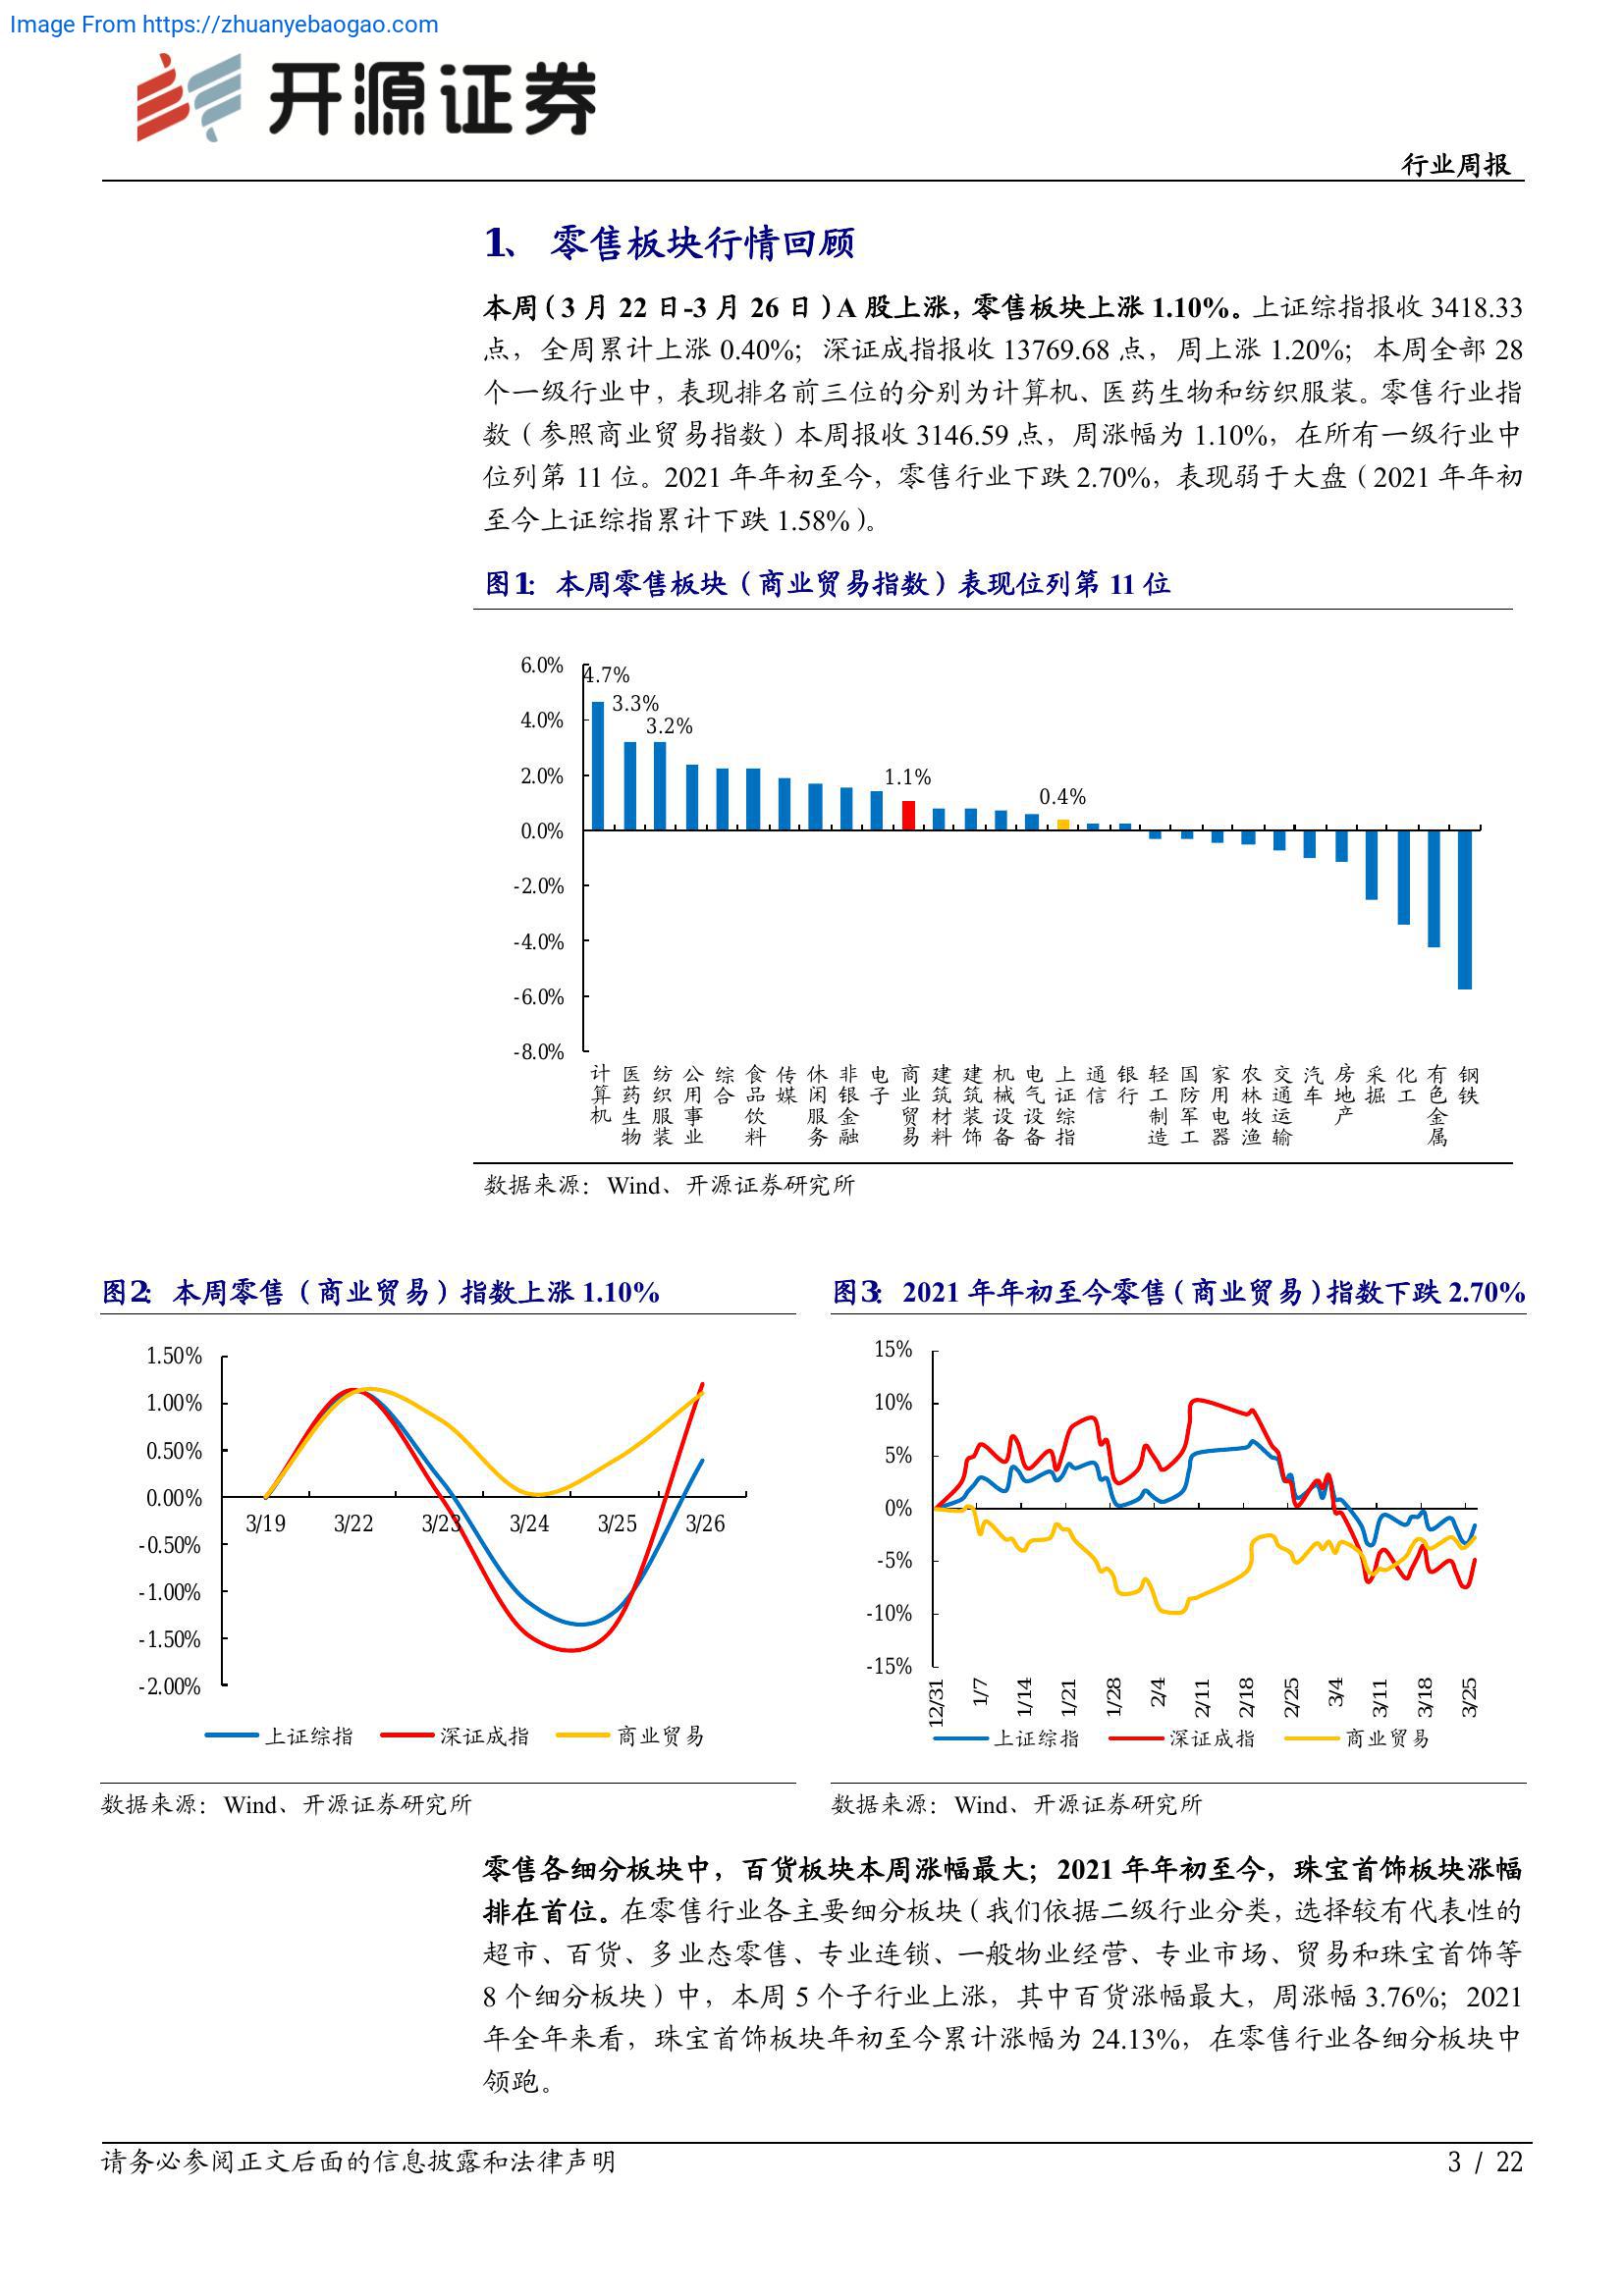 Image From https://zhuanyebaogao.com
开源证券
行业周报
1、 零售板块行情回顾
本周（3 月 22 日-3 月 26 日）A 股上涨，零售板块上涨 1.10%。上证综指报收 3418.33
点，全周累计上涨 0.40%；深证成指报收 13769.68 点，周上涨 1.20%；本周全部 28
个一级行业中，表现排名前三位的分别为计算机、医药生物和纺织服装。零售行业指
数（参照商业贸易指数）本周报收 3146.59 点，周涨幅为 1.10%，在所有一级行业中
位列第 11 位。2021 年年初至今，零售行业下跌 2.70%，表现弱于大盘（2021 年年初
至今上证综指累计下跌 1.58%）。
图1： 本周零售板块（商业贸易指数）表现位列第 11 位
6.0%
4.0%
2.0%
0.0%
-2.0%
-4.0%
-6.0%
-8.0%
4.7%
3.3%
3.2%
1.1%
0.4%
计算机
医药生物
纺织服装
公用事业
综合
食品饮料
传媒
休闲服务
非银金融
电子
商业贸易
建筑材料
建筑装饰
机械设备
电气设备
上证综指
通信
银行
轻工制造
国防军工
家用电器
农林牧渔
交通运输
汽车
房地产
采掘
化工
有色金属
钢铁
数据来源：Wind、开源证券研究所
图2： 本周零售（商业贸易）指数上涨 1.10%
1.50%
1.00%
0.50%
0.00%
-0.50%
-1.00%
-1.50%
-2.00%
3/19 3/22 3/23 3/24 3/25 3/26
上证综指 深证成指 商业贸易
数据来源：Wind、开源证券研究所
图3： 2021 年年初至今零售（商业贸易）指数下跌 2.70%
15%
10%
5%
0%
-5%
-10%
-15%
12/31 1/7 1/14 1/21 1/28 2/4 2/11 2/18 2/25 3/4 3/11 3/18 3/25
上证综指 深证成指 商业贸易
数据来源：Wind、开源证券研究所
零售各细分板块中，百货板块本周涨幅最大；2021 年年初至今，珠宝首饰板块涨幅
排在首位。在零售行业各主要细分板块（我们依据二级行业分类，选择较有代表性的
超市、百货、多业态零售、专业连锁、一般物业经营、专业市场、贸易和珠宝首饰等
8 个细分板块）中，本周 5 个子行业上涨，其中百货涨幅最大，周涨幅 3.76%；2021
年全年来看，珠宝首饰板块年初至今累计涨幅为 24.13%，在零售行业各细分板块中
领跑。
请务必参阅正文后面的信息披露和法律声明
3 / 22